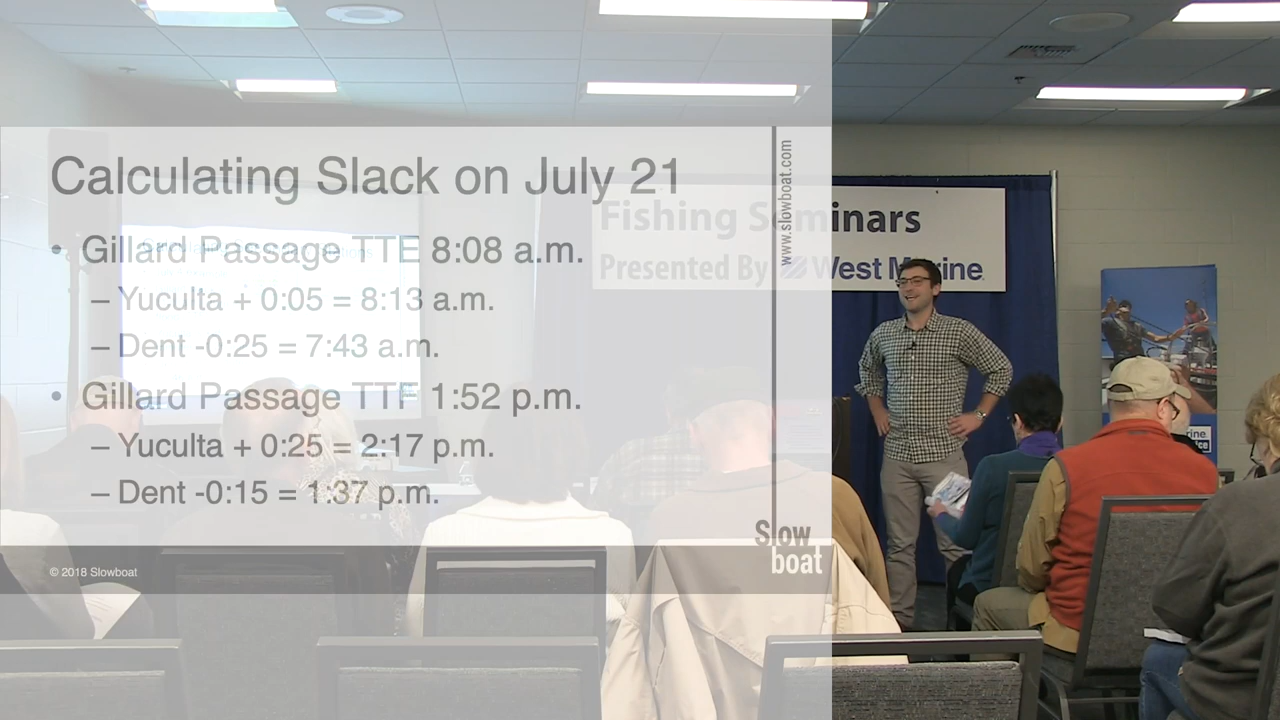 Calculating Slack on July 21
• Gillard Passage TTE 8:08 a.m.
– Yuculta + 0:05 = 8:13 a.m.
– Dent -0:25 = 7:43 a.m.
• Gillard Passage TTF 1:52 p.m.
– Yuculta + 0:25 = 2:17 p.m.
– Dent -0:15 = 1:37 p.m.
© 2018 Slowboat
www.slowboat.com
Slow
boat
Fishing Seminars
Presented By West Marine